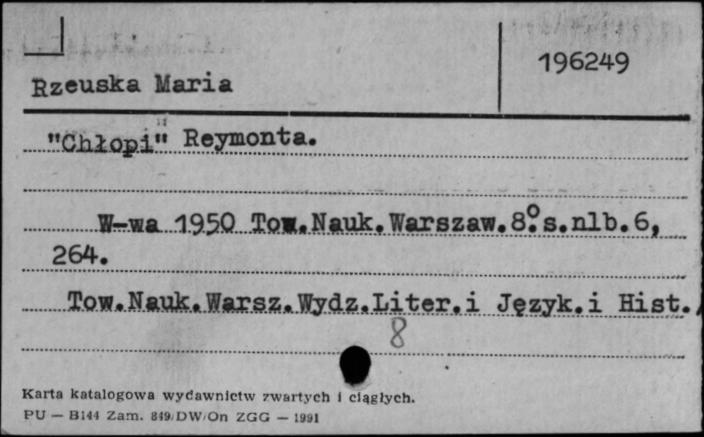 196249
Rzeuska Maria
"Chłopi" Reymonta.
W-wa 1950 Tow.Nauk.Warszaw.8°.s.nlb.6,
264.
Tow.Nauk.Warsz.Wydz.Liter.i Język.i Hist.
8
Karta katalogowa wydawnictw zwartych i ciągłych.
PU — B144 Zam. 849/DW/On ZGG — 1991